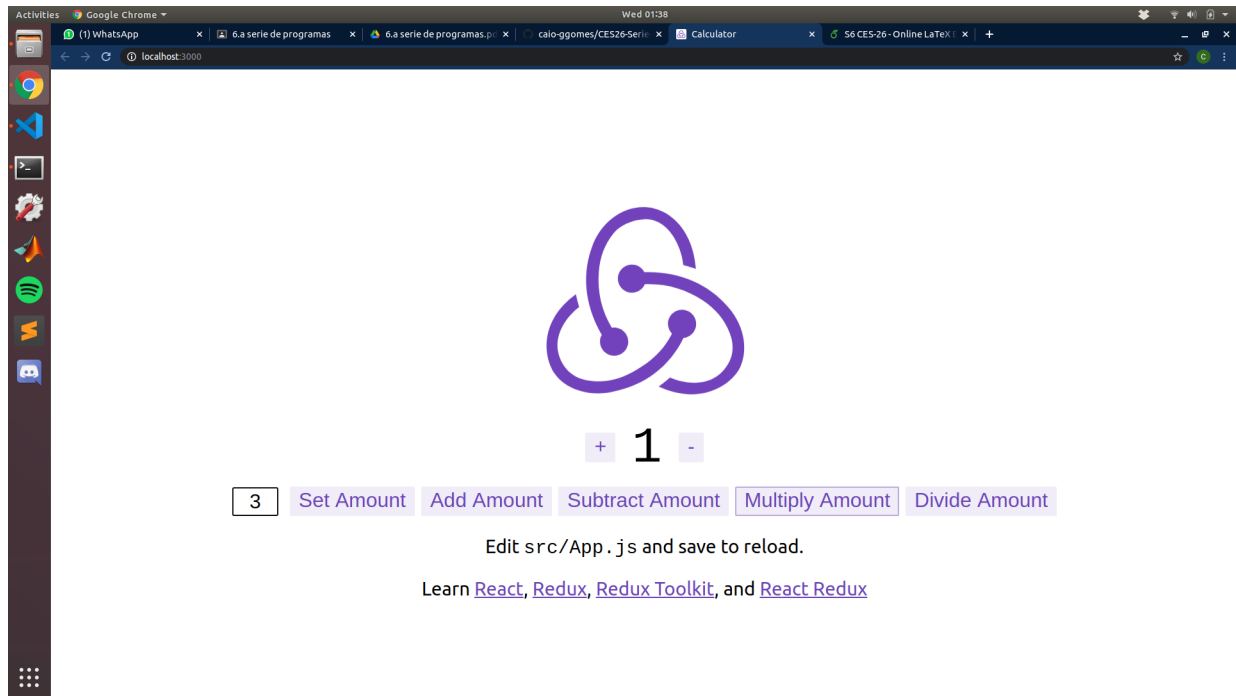 Activities Google Chrome Wed 01:38
(1) WhatsApp 6.a serie de programas 6.a serie de programas.pd caio-ggomes/CES26-Serie Calculator S6 CES-26 - Online LaTeX E
localhost:3000 C
+ 1 -
3 Set Amount Add Amount Subtract Amount Multiply Amount Divide Amount
Edit src/App.js and save to reload.
Learn React, Redux, Redux Toolkit, and React Redux